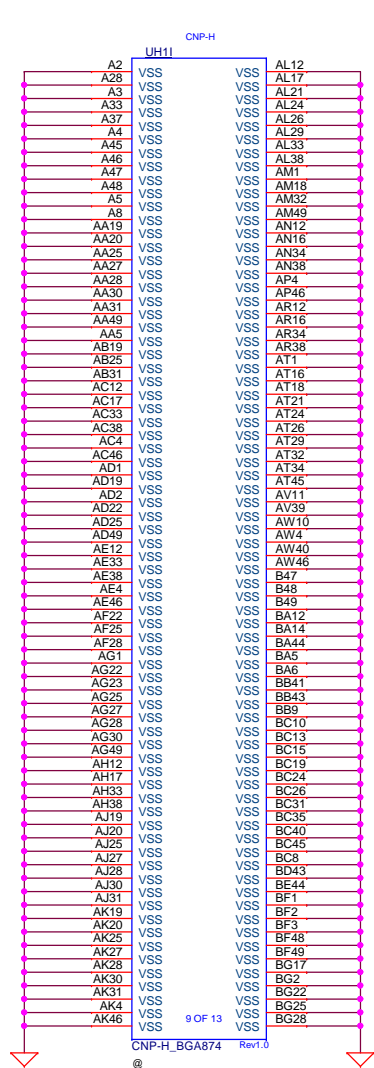 CNP-H
UH1I
A2 VSS VSS AL12
A28 VSS VSS AL17
A3 VSS VSS AL21
A33 VSS VSS AL24
A37 VSS VSS AL26
A4 VSS VSS AL29
A45 VSS VSS AL33
A46 VSS VSS AL38
A47 VSS VSS AM1
A48 VSS VSS AM18
A5 VSS VSS AM32
A8 VSS VSS AM49
AA19 VSS VSS AN12
AA20 VSS VSS AN16
AA25 VSS VSS AN34
AA27 VSS VSS AN38
AA28 VSS VSS AP4
AA30 VSS VSS AP46
AA31 VSS VSS AR12
AA49 VSS VSS AR16
AA5 VSS VSS AR34
AB19 VSS VSS AR38
AB25 VSS VSS AT1
AB31 VSS VSS AT16
AC12 VSS VSS AT18
AC17 VSS VSS AT21
AC33 VSS VSS AT24
AC38 VSS VSS AT26
AC4 VSS VSS AT29
AC46 VSS VSS AT32
AD1 VSS VSS AT34
AD19 VSS VSS AT45
AD2 VSS VSS AV11
AD22 VSS VSS AV39
AD25 VSS VSS AW10
AD49 VSS VSS AW4
AE12 VSS VSS AW40
AE33 VSS VSS AW46
AE38 VSS VSS B47
AE4 VSS VSS B48
AE46 VSS VSS B49
AF22 VSS VSS BA12
AF25 VSS VSS BA14
AF28 VSS VSS BA44
AG1 VSS VSS BA5
AG22 VSS VSS BA6
AG23 VSS VSS BB41
AG25 VSS VSS BB43
AG27 VSS VSS BB9
AG28 VSS VSS BC10
AG30 VSS VSS BC13
AG49 VSS VSS BC15
AH12 VSS VSS BC19
AH17 VSS VSS BC24
AH33 VSS VSS BC26
AH38 VSS VSS BC31
AJ19 VSS VSS BC35
AJ20 VSS VSS BC40
AJ25 VSS VSS BC45
AJ27 VSS VSS BC8
AJ28 VSS VSS BD43
AJ30 VSS VSS BE44
AJ31 VSS VSS BF1
AK19 VSS VSS BF2
AK20 VSS VSS BF3
AK25 VSS VSS BF48
AK27 VSS VSS BF49
AK28 VSS VSS BG17
AK30 VSS VSS BG2
AK31 VSS VSS BG22
AK4 VSS VSS BG25
AK46 VSS 9 OF 13 VSS BG28
CNP-H_BGA874 Rev1.0
@